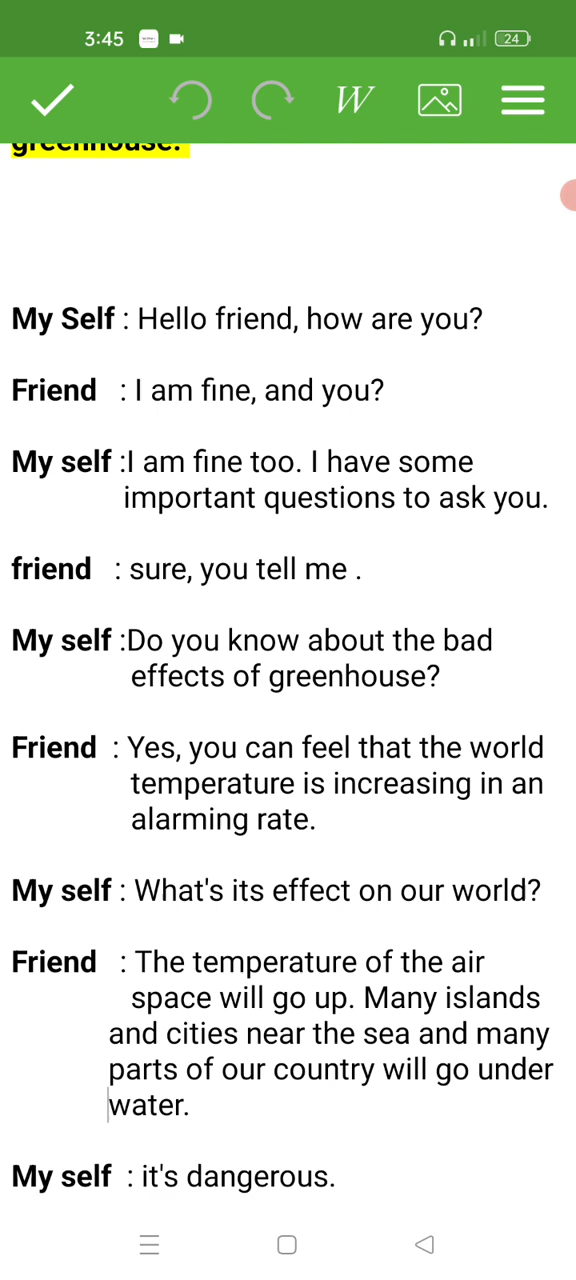 3:45
24
W
greenhouse.
My Self : Hello friend, how are you?
Friend : I am fine, and you?
My self :I am fine too. I have some
important questions to ask you.
friend : sure, you tell me .
My self :Do you know about the bad
effects of greenhouse?
Friend : Yes, you can feel that the world
temperature is increasing in an
alarming rate.
My self : What's its effect on our world?
Friend : The temperature of the air
space will go up. Many islands
and cities near the sea and many
parts of our country will go under
water.
My self : it's dangerous.